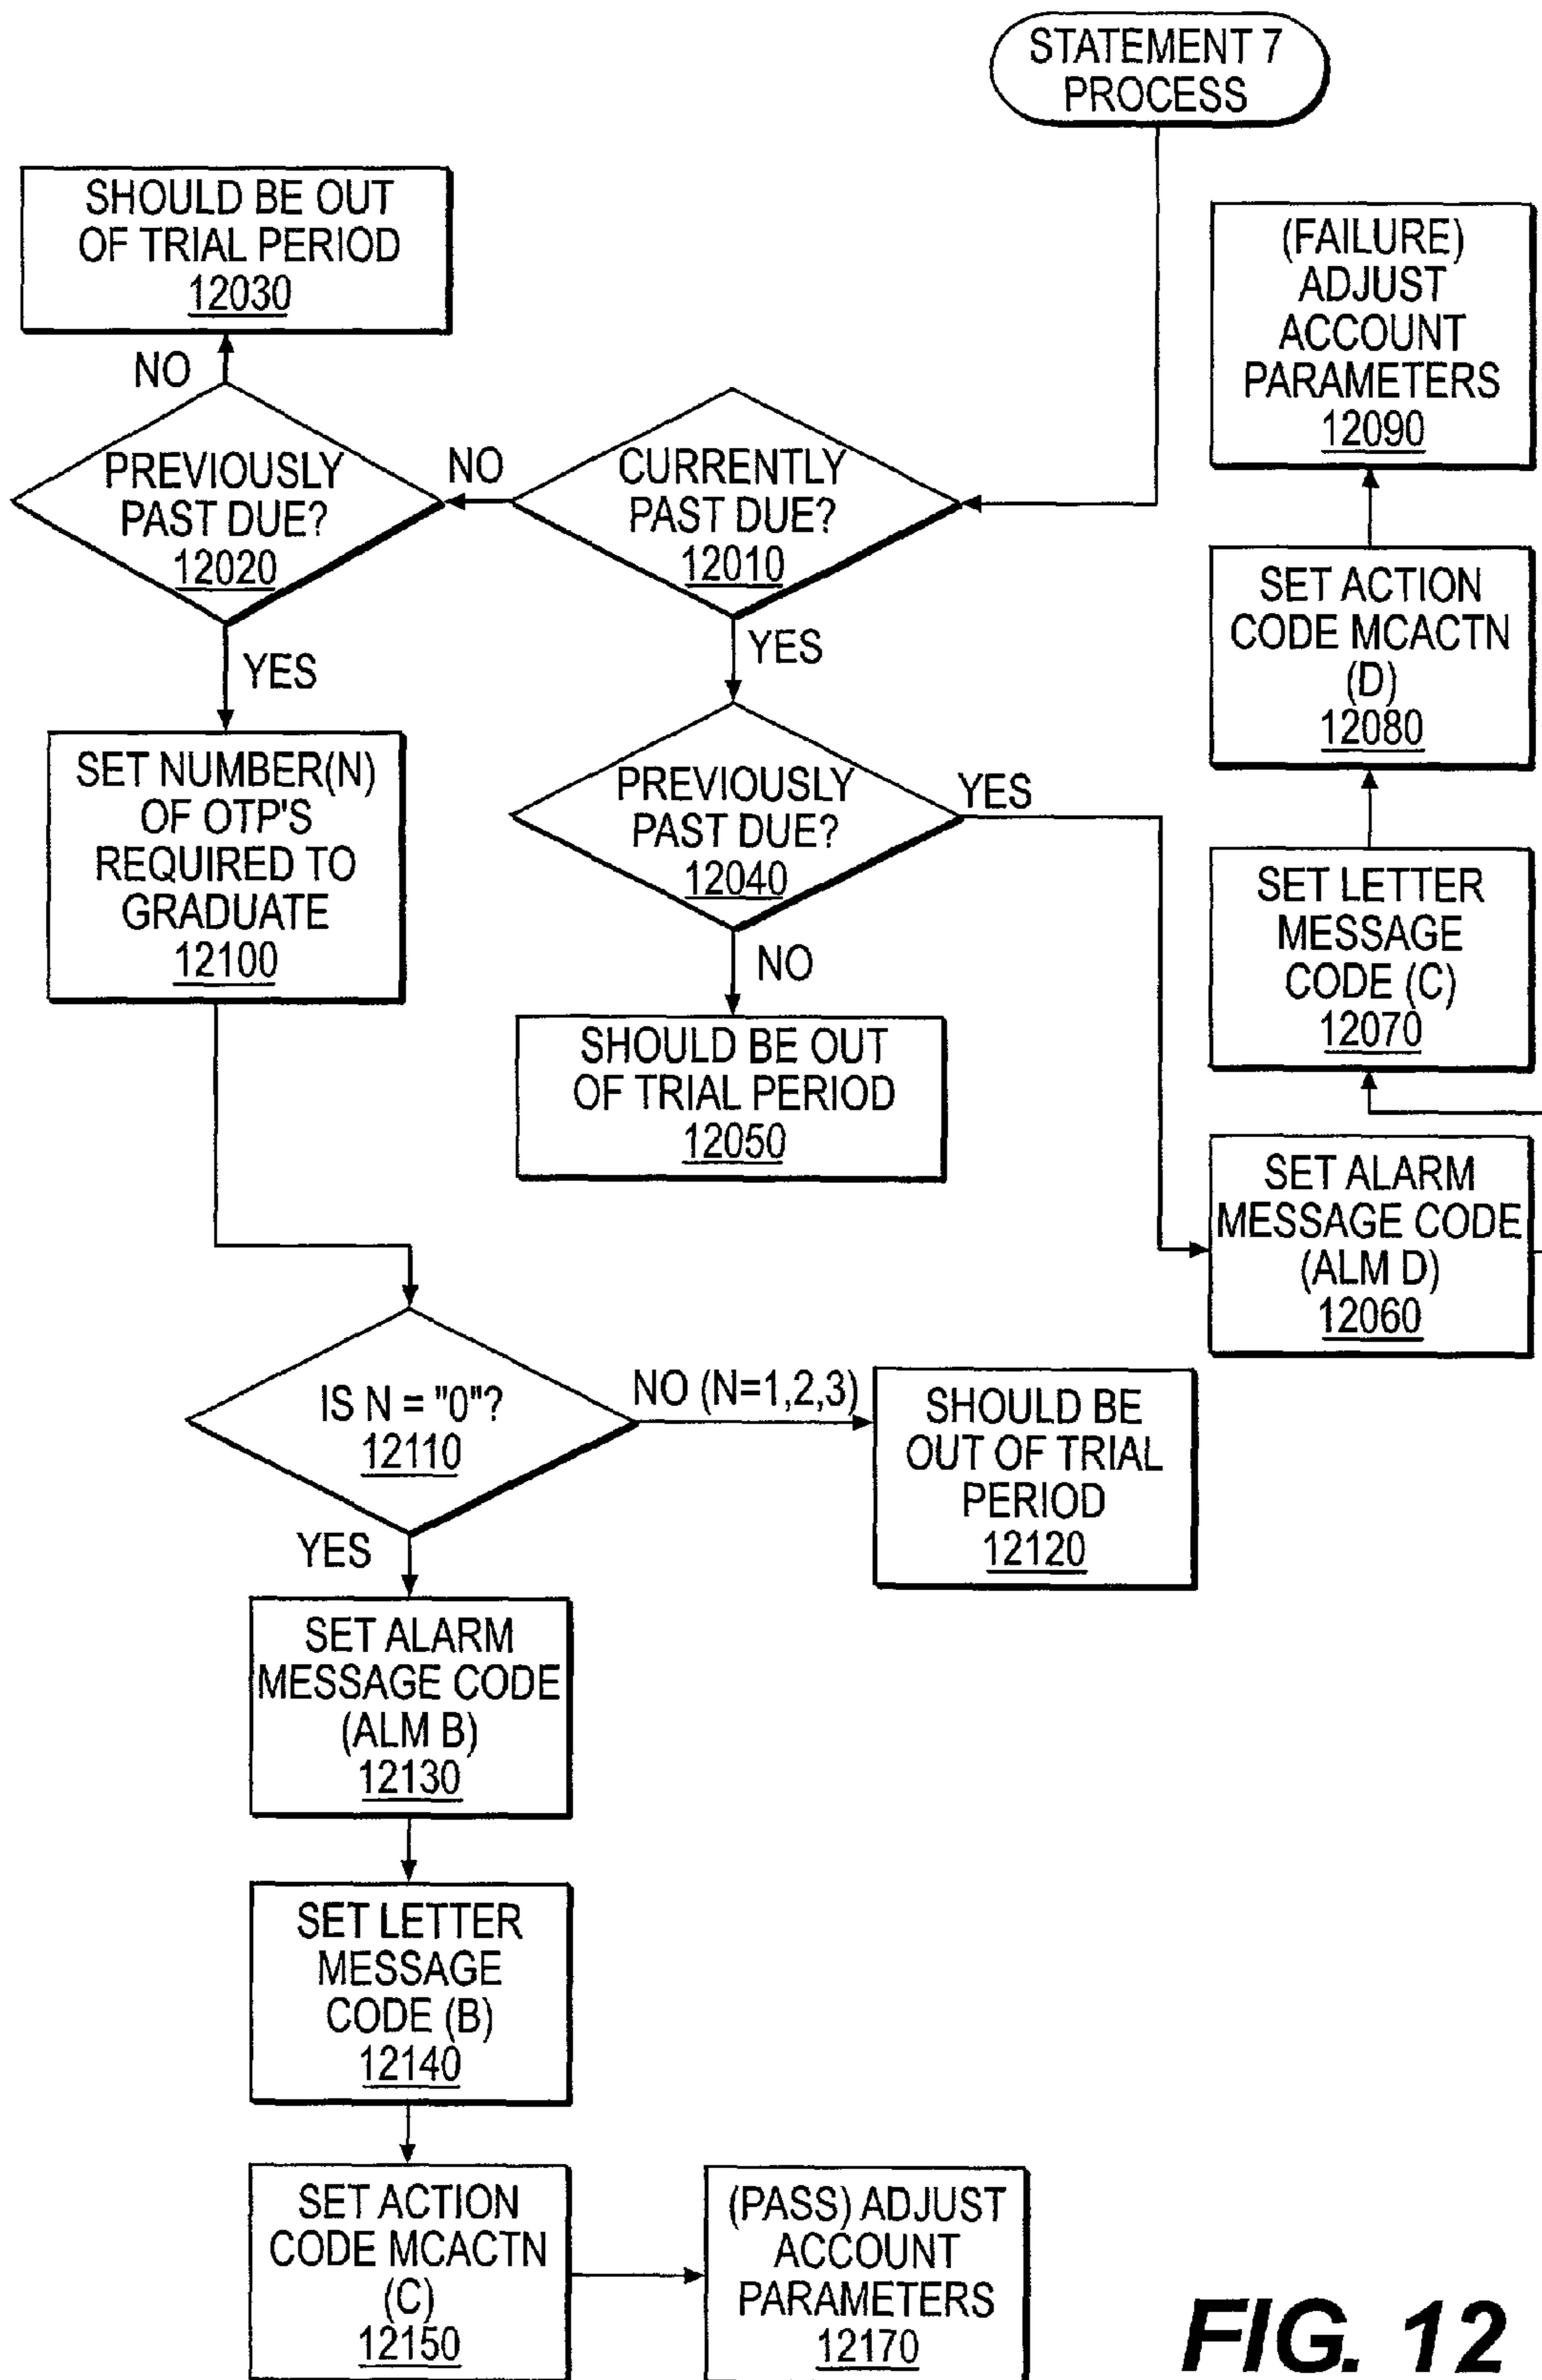 STATEMENT 7
PROCESS
SHOULD BE OUT
OF TRIAL PERIOD
12030
(FAILURE)
ADJUST
ACCOUNT
PARAMETERS
12090
NO
PREVIOUSLY
PAST DUE?
12020
NO
CURRENTLY
PAST DUE?
12010
YES
YES
SET ACTION
CODE MCACTN
(D)
12080
SET NUMBER(N)
OF OTP'S
REQUIRED TO
GRADUATE
12100
PREVIOUSLY
PAST DUE?
12040
YES
NO
SET LETTER
MESSAGE
CODE (C)
12070
SHOULD BE OUT
OF TRIAL PERIOD
12050
SET ALARM
MESSAGE CODE
(ALM D)
12060
IS N = "0"?
12110
NO (N=1,2,3)
SHOULD BE
OUT OF TRIAL
PERIOD
12120
YES
SET ALARM
MESSAGE CODE
(ALM B)
12130
SET LETTER
MESSAGE
CODE (B)
12140
SET ACTION
CODE MCACTN
(C)
12150
(PASS) ADJUST
ACCOUNT
PARAMETERS
12170
FIG. 12